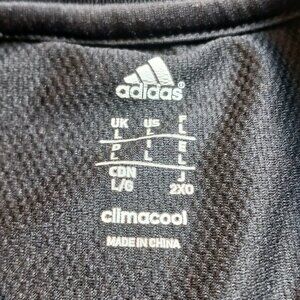 adidas
UK US F
L L L
P I E
L L L
CDN J
L/G 2XO
climacool
MADE IN CHINA